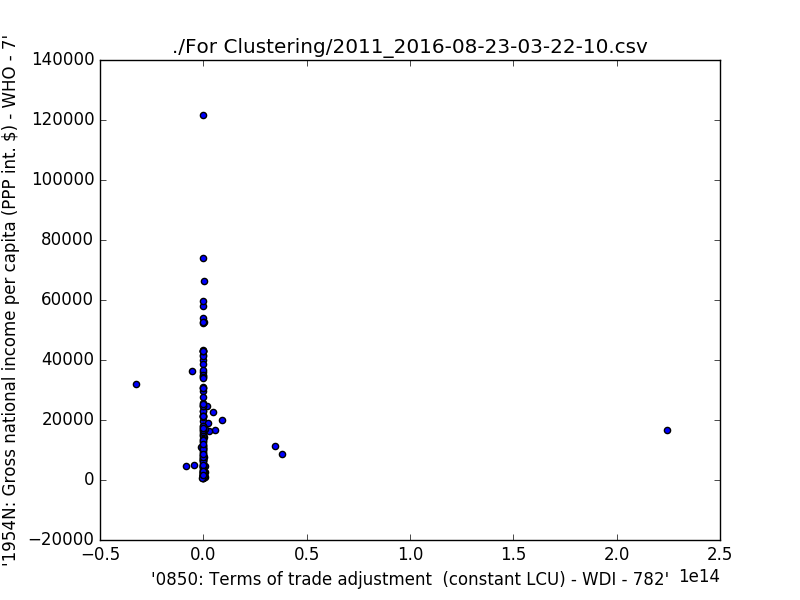 ./For Clustering/2011_2016-08-23-03-22-10.csv
'1954N: Gross national income per capita (PPP int. $) - WHO - 7'
140000
120000
100000
80000
60000
40000
20000
0
−20000
−0.5 0.0 0.5 1.0 1.5 2.0 2.5
1e14
'0850: Terms of trade adjustment (constant LCU) - WDI - 782'